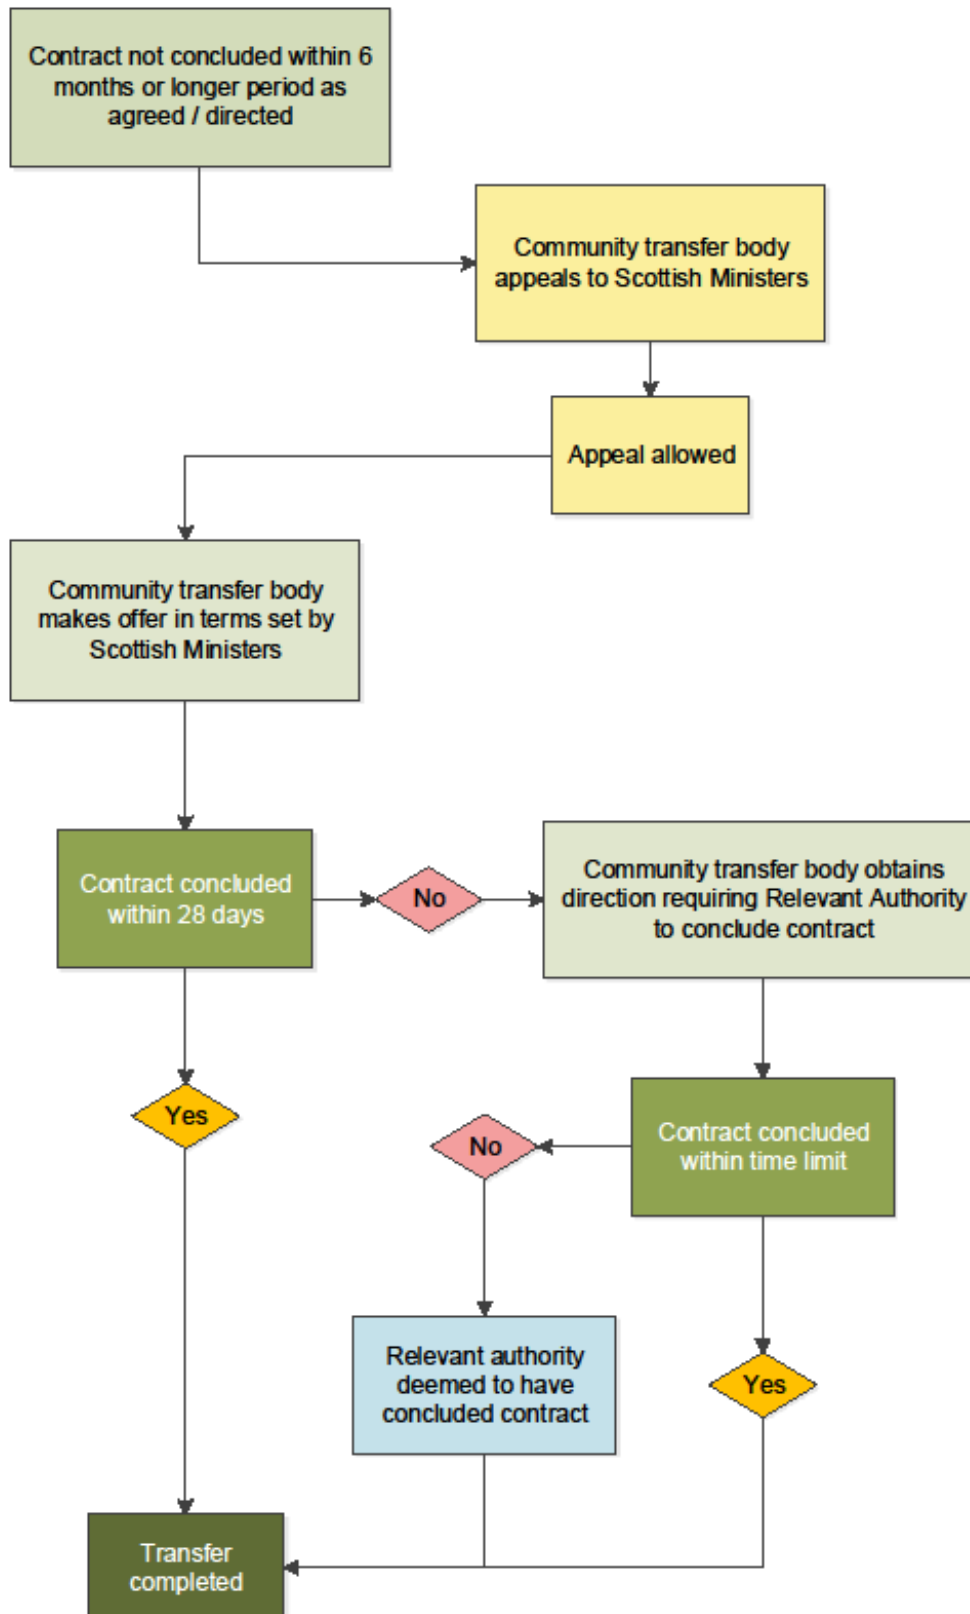 Contract not concluded within 6
months or longer period as
agreed / directed
Community transfer body
appeals to Scottish Ministers
Appeal allowed
Community transfer body
makes offer in terms set by
Scottish Ministers
Contract concluded
within 28 days
No
Community transfer body obtains
direction requiring Relevant Authority
to conclude contract
Yes
No
Contract concluded
within time limit
Relevant authority
deemed to have
concluded contract
Yes
Transfer
completed